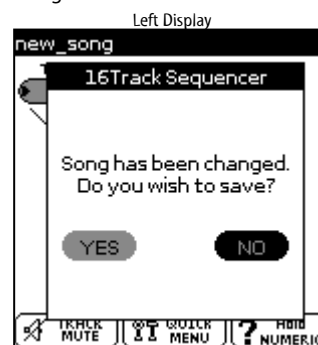 Left Display
new_song
16Track Sequencer
Song has been changed.
Do you wish to save?
YES
NO
TRACK MUTE
QUICK MENU
? Hold NUMERIC